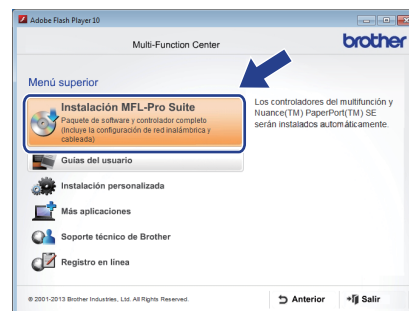 Adobe Flash Player 10
Multi-Function Center
brother
Menú superior
Instalación MFL-Pro Suite
Paquete de software y controlador completo
(Incluye la configuración de red inalámbrica y
cableada)
Los controladores del multifunción y
Nuance(TM) PaperPort(TM) SE
serán instalados automáticamente.
Guías del usuario
Instalación personalizada
Más aplicaciones
Soporte técnico de Brother
Registro en línea
© 2001-2013 Brother Industries, Ltd. All Rights Reserved.
Anterior
Salir